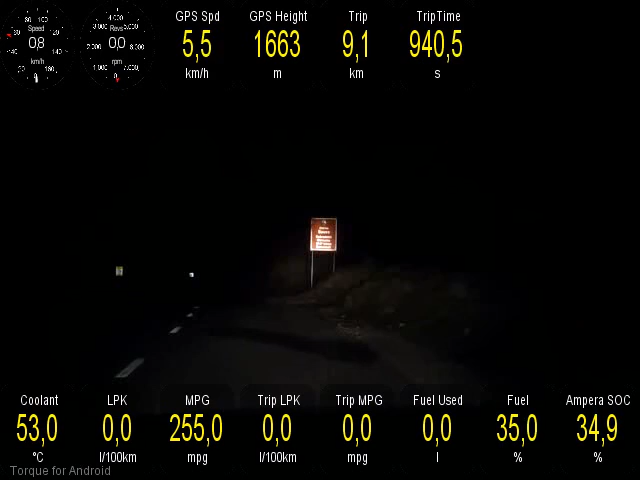 GPS Spd GPS Height Trip TripTime
5,5 1663 9,1 940,5
km/h m km s
Speed
0,8
km/h
Revs
0,0
rpm
Coolant LPK MPG Trip LPK Trip MPG Fuel Used Fuel Ampera SOC
53,0 0,0 255,0 0,0 0,0 0,0 35,0 34,9
°C l/100km mpg l/100km mpg l % %
Torque for Android